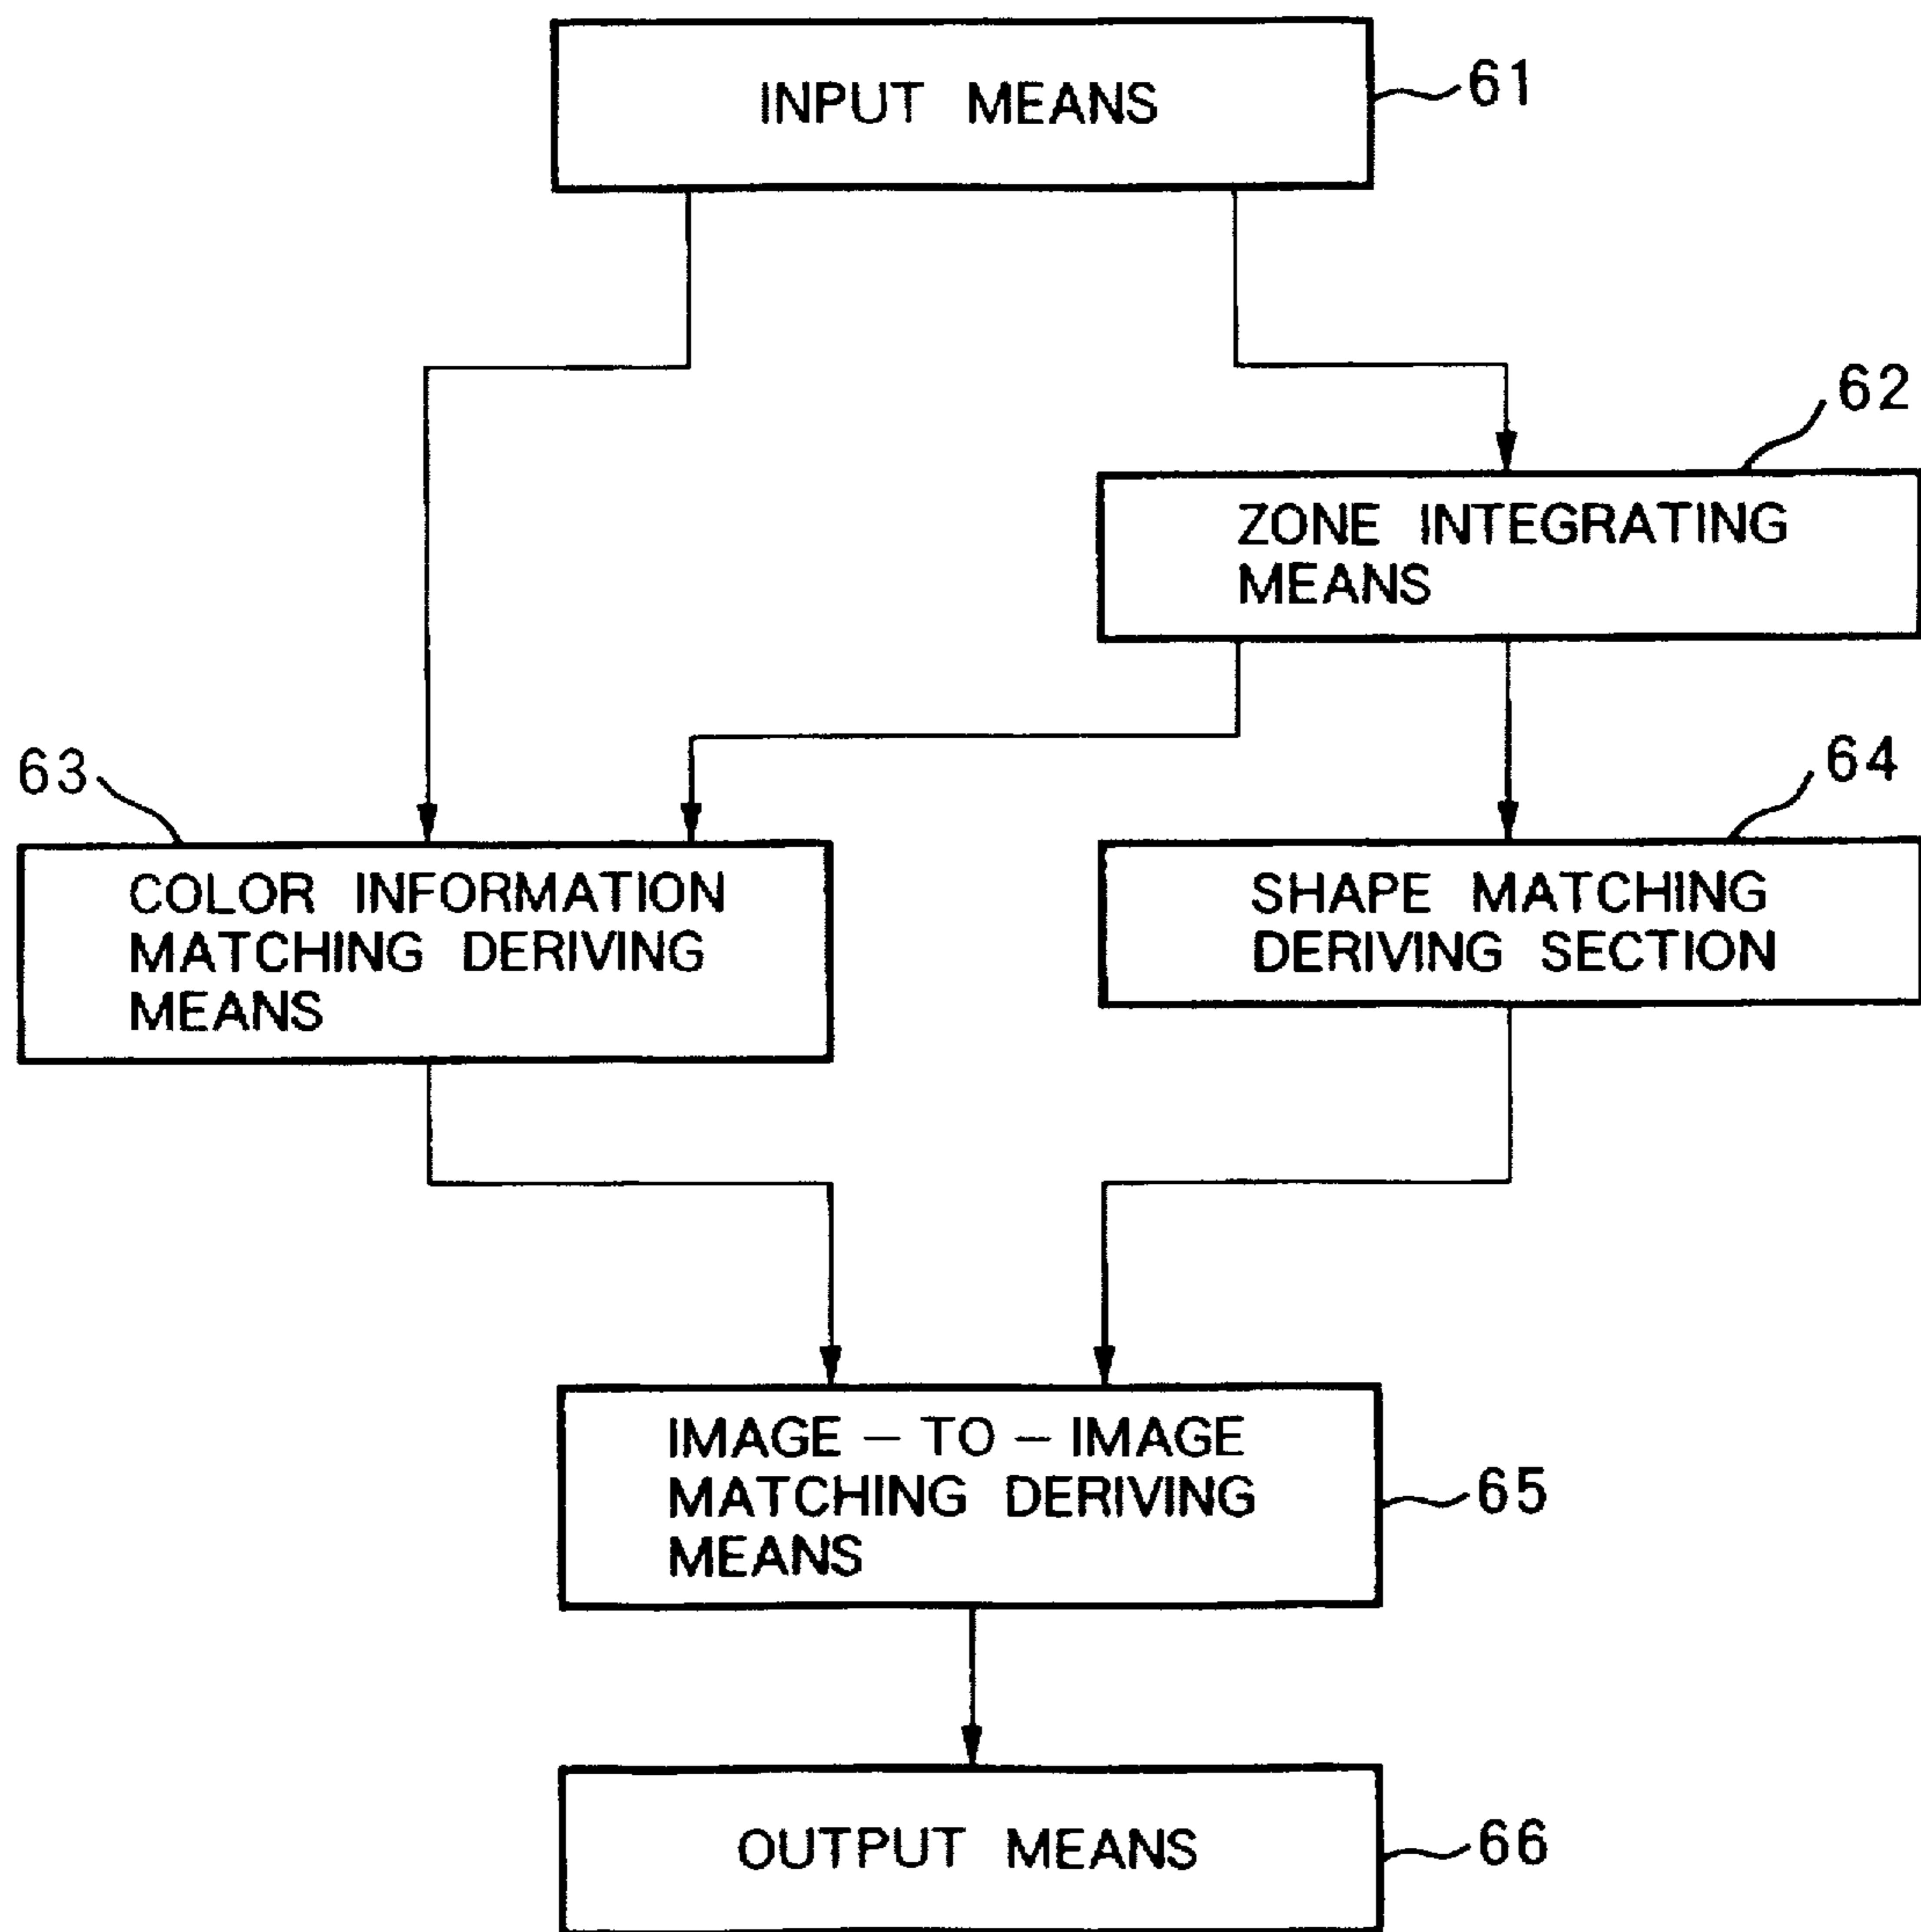 INPUT MEANS
61
62
ZONE INTEGRATING
MEANS
63
64
COLOR INFORMATION
MATCHING DERIVING
MEANS
SHAPE MATCHING
DERIVING SECTION
IMAGE — TO — IMAGE
MATCHING DERIVING
MEANS
65
OUTPUT MEANS
66